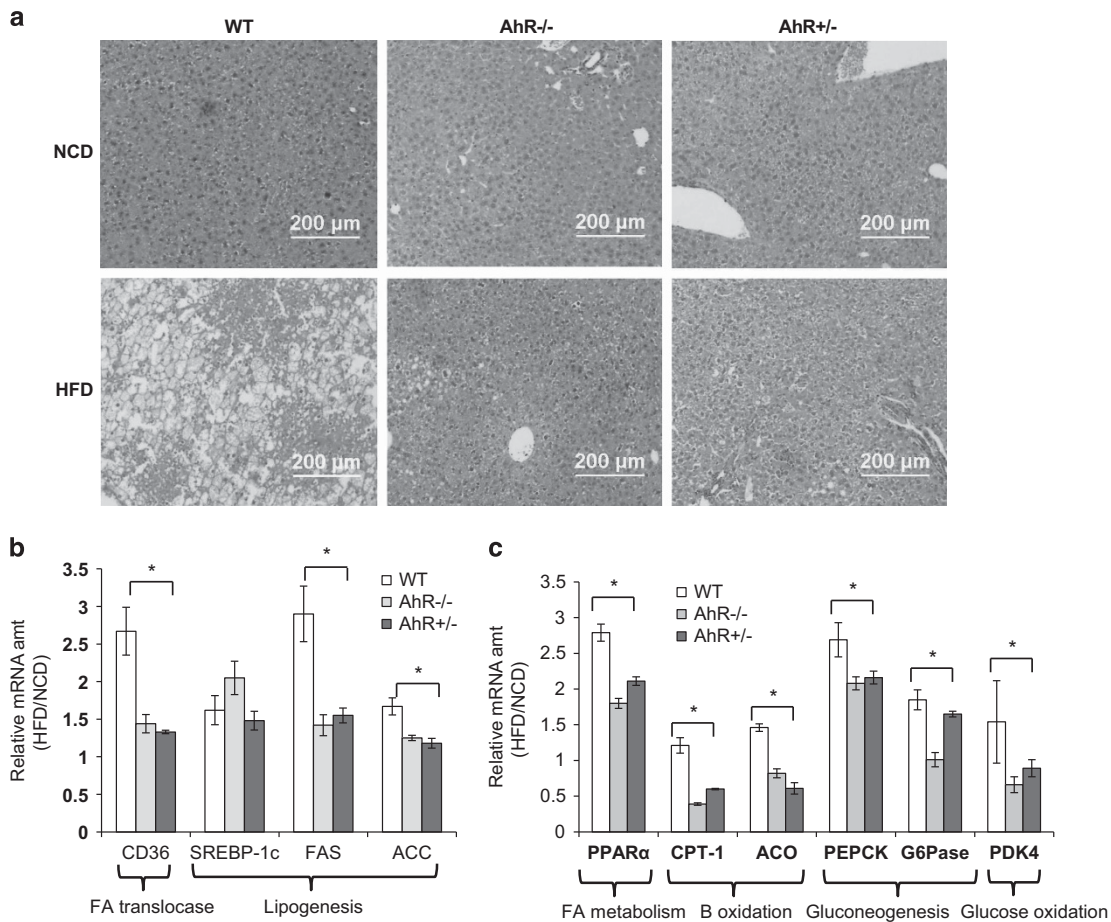 a
WT
AhR-/-
AhR+/-
NCD
200 µm
200 µm
200 µm
HFD
200 µm
200 µm
200 µm
b
Relative mRNA amt
(HFD/NCD)
3.5
3
2.5
2
1.5
1
0.5
0
*
*
*
WT
AhR-/-
AhR+/-
CD36
SREBP-1c
FAS
ACC
FA translocase
Lipogenesis
c
Relative mRNA amt
(HFD/NCD)
3.5
3
2.5
2
1.5
1
0.5
0
*
*
*
*
*
*
WT
AhR-/-
AhR+/-
PPARα
CPT-1
ACO
PEPCK
G6Pase
PDK4
FA metabolism
B oxidation
Gluconeogenesis
Glucose oxidation